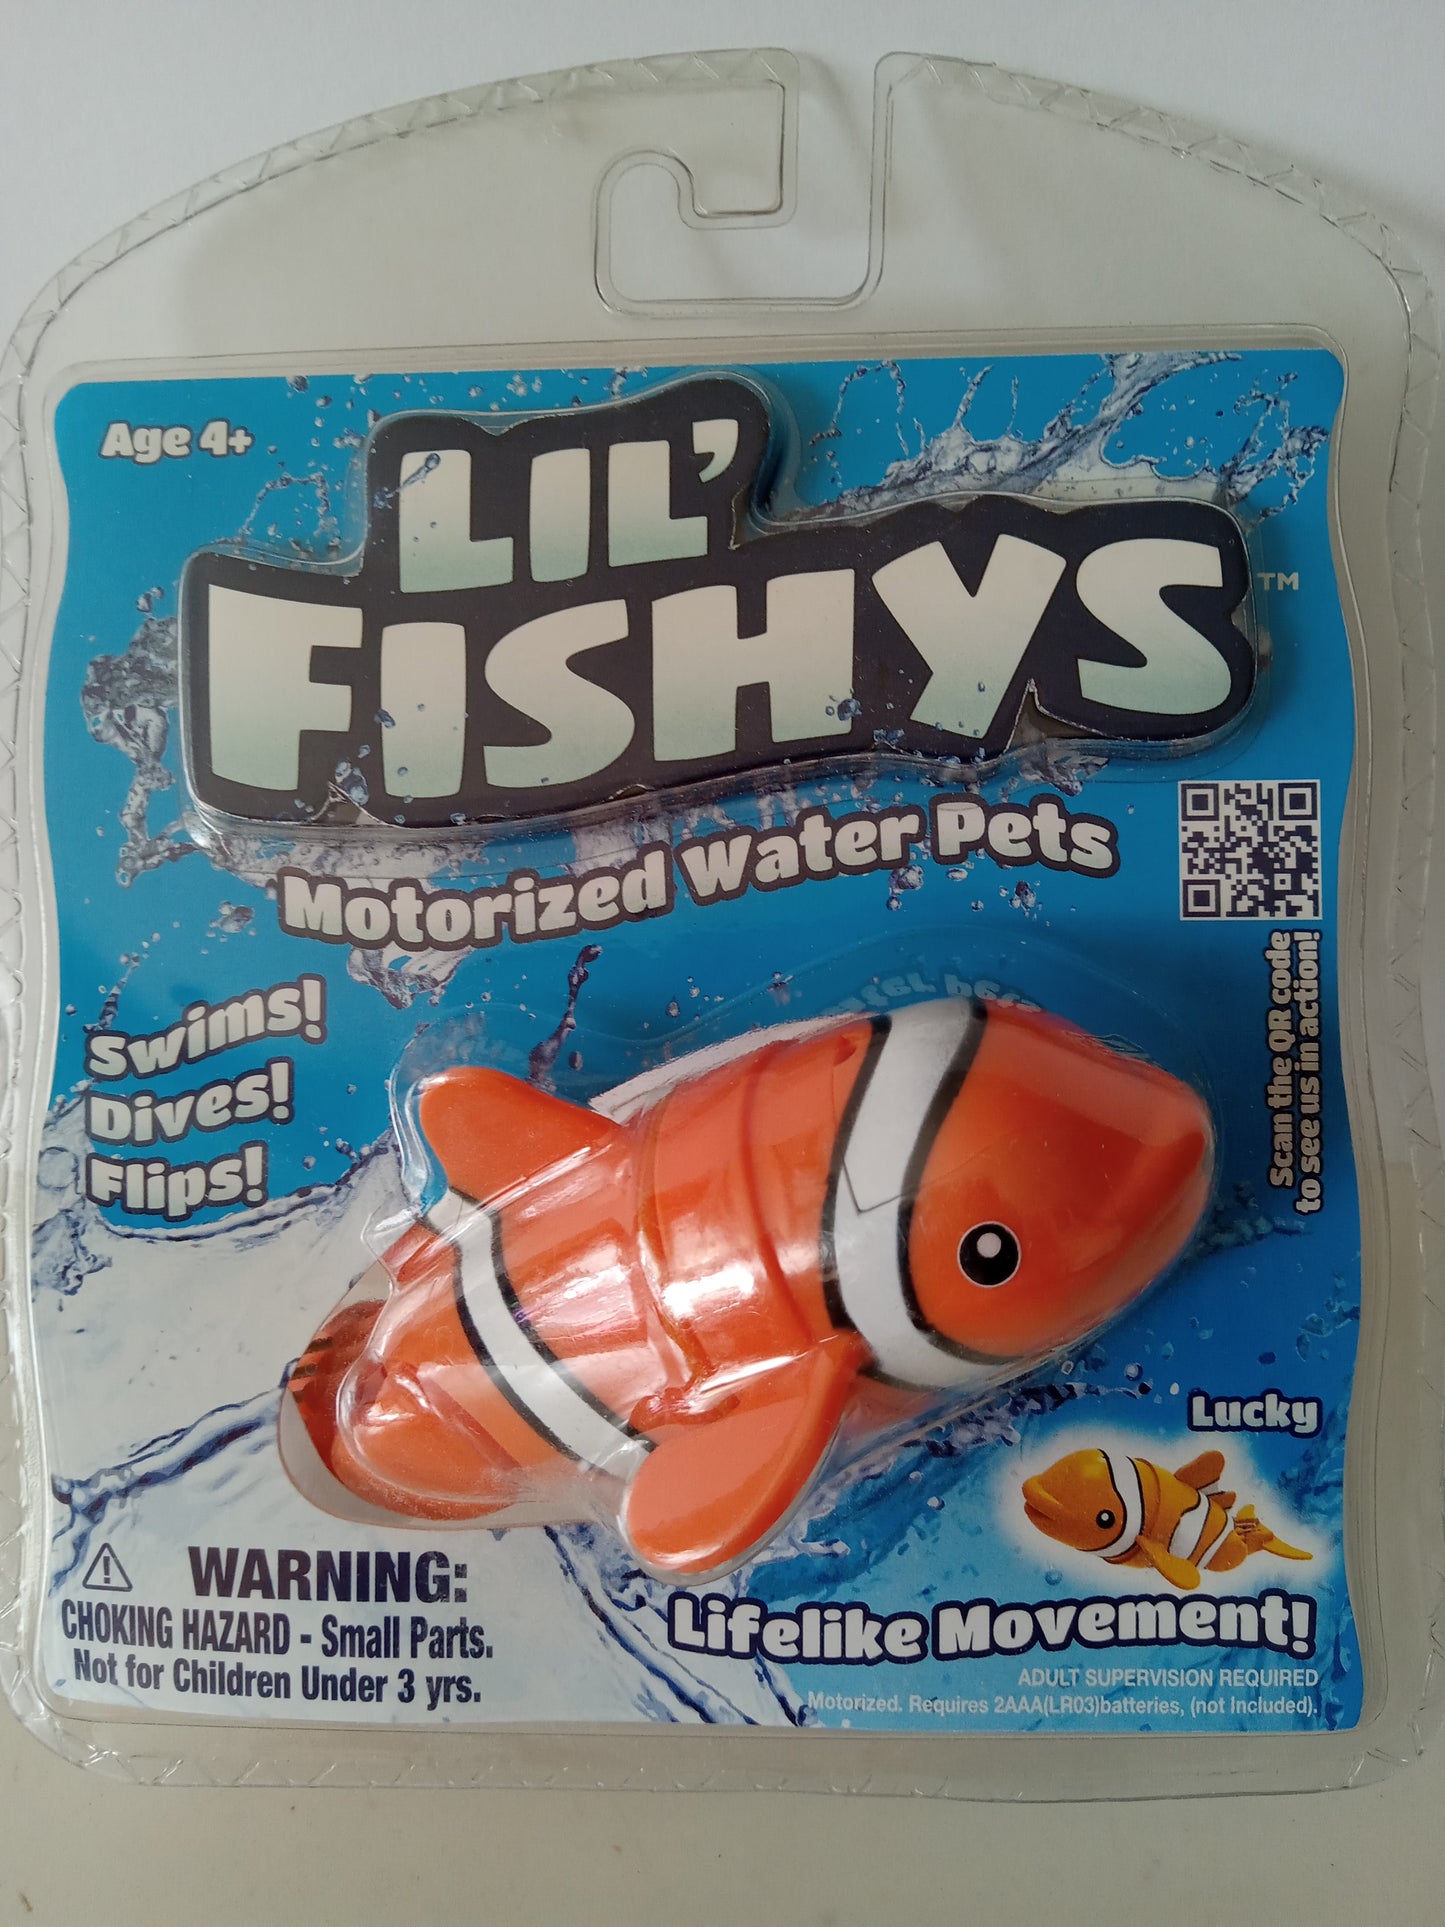 Age 4+
LIL'
FISHYS
TM
Motorized Water Pets
Scan the QR code
to see us in action!
Swims!
Dives!
Flips!
Lucky
WARNING:
CHOKING HAZARD - Small Parts.
Not for Children Under 3 yrs.
Lifelike Movement!
ADULT SUPERVISION REQUIRED
Motorized. Requires 2AAA(LR03)batteries, (not Included).